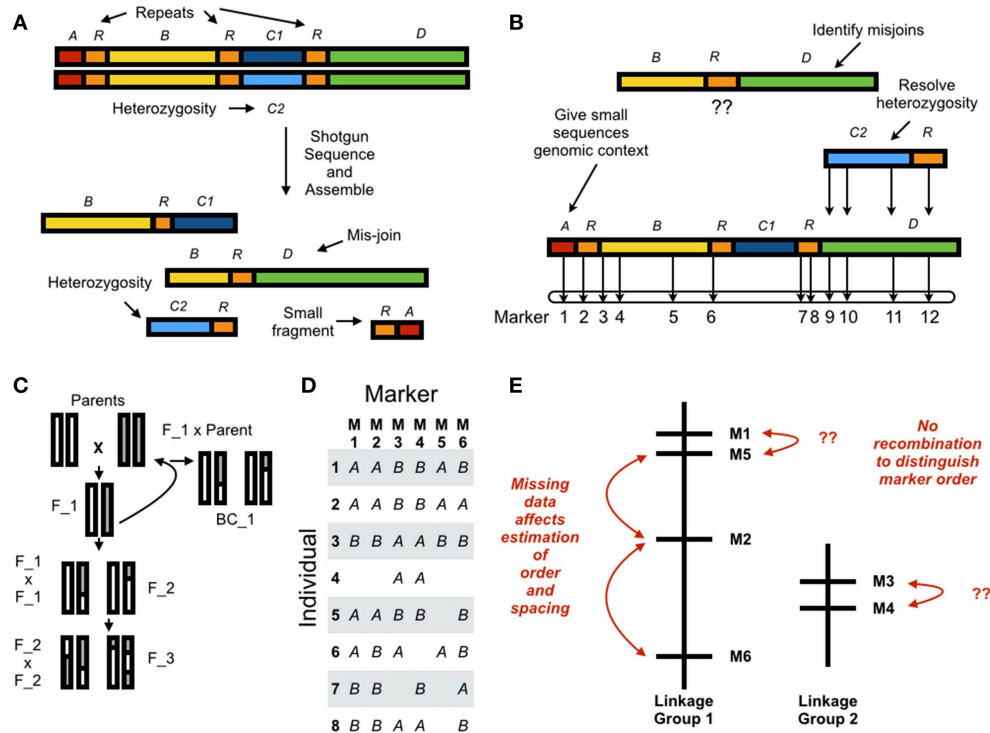 A
Repeats
A R B R C1 R D
Heterozygosity
C2
Shotgun
Sequence
and
Assemble
B R C1
Mis-join
B R D
Heterozygosity
C2 R
Small
fragment
R A
B
Identify misjoins
B R D
??
Resolve
heterozygosity
Give small
sequences
genomic context
C2 R
A R B R C1 R D
Marker 1 2 3 4 5 6 7 8 9 10 11 12
C
Parents
X
F_1 x Parent
F_1
BC_1
F_1
x
F_1
F_2
F_2
x
F_2
F_3
D
Marker
M M M M M M
1 2 3 4 5 6
Individual
1 A A B B A B
2 A A B B A A
3 B B A A B B
4 A A
5 A A B B B
6 A B A A B
7 B B B A
8 B B A A B
E
M1
??
M5
No
recombination
to distinguish
marker order
Missing
data
affects
estimation
of
order
and
spacing
M2
M3
??
M4
M6
Linkage
Group 1
Linkage
Group 2